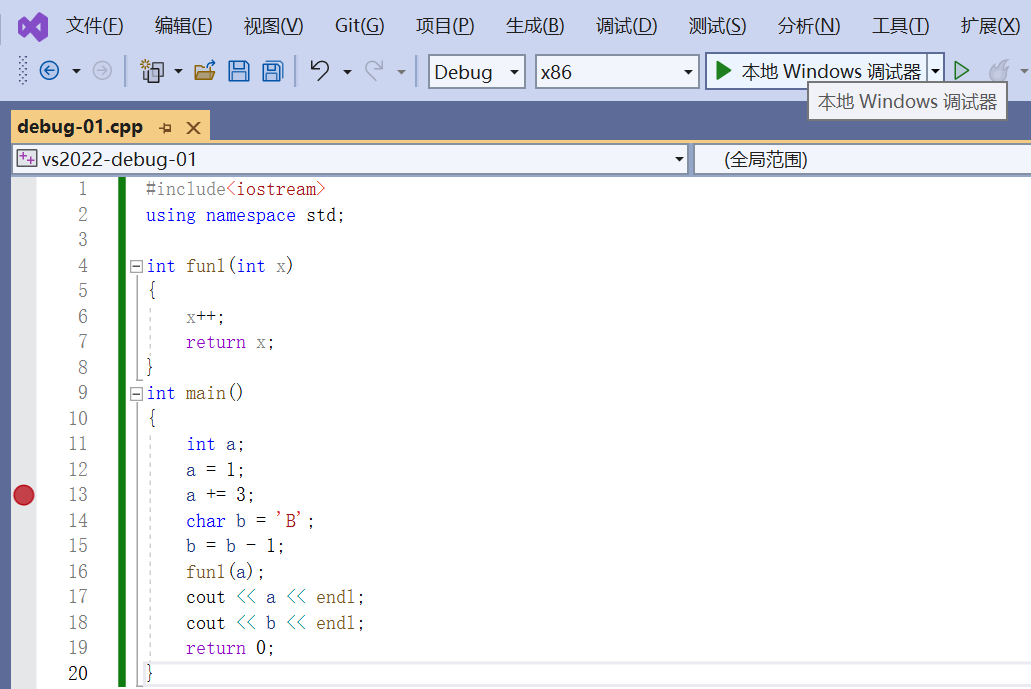 文件(F) 编辑(E) 视图(V) Git(G) 项目(P) 生成(B) 调试(D) 测试(S) 分析(N) 工具(T) 扩展(X)
Debug x86 本地 Windows 调试器
本地 Windows 调试器
debug-01.cpp
vs2022-debug-01 (全局范围)
1 #include<iostream>
2 using namespace std;
3
4 int fun1(int x)
5 {
6 x++;
7 return x;
8 }
9 int main()
10 {
11 int a;
12 a = 1;
13 a += 3;
14 char b = 'B';
15 b = b - 1;
16 fun1(a);
17 cout << a << endl;
18 cout << b << endl;
19 return 0;
20 }